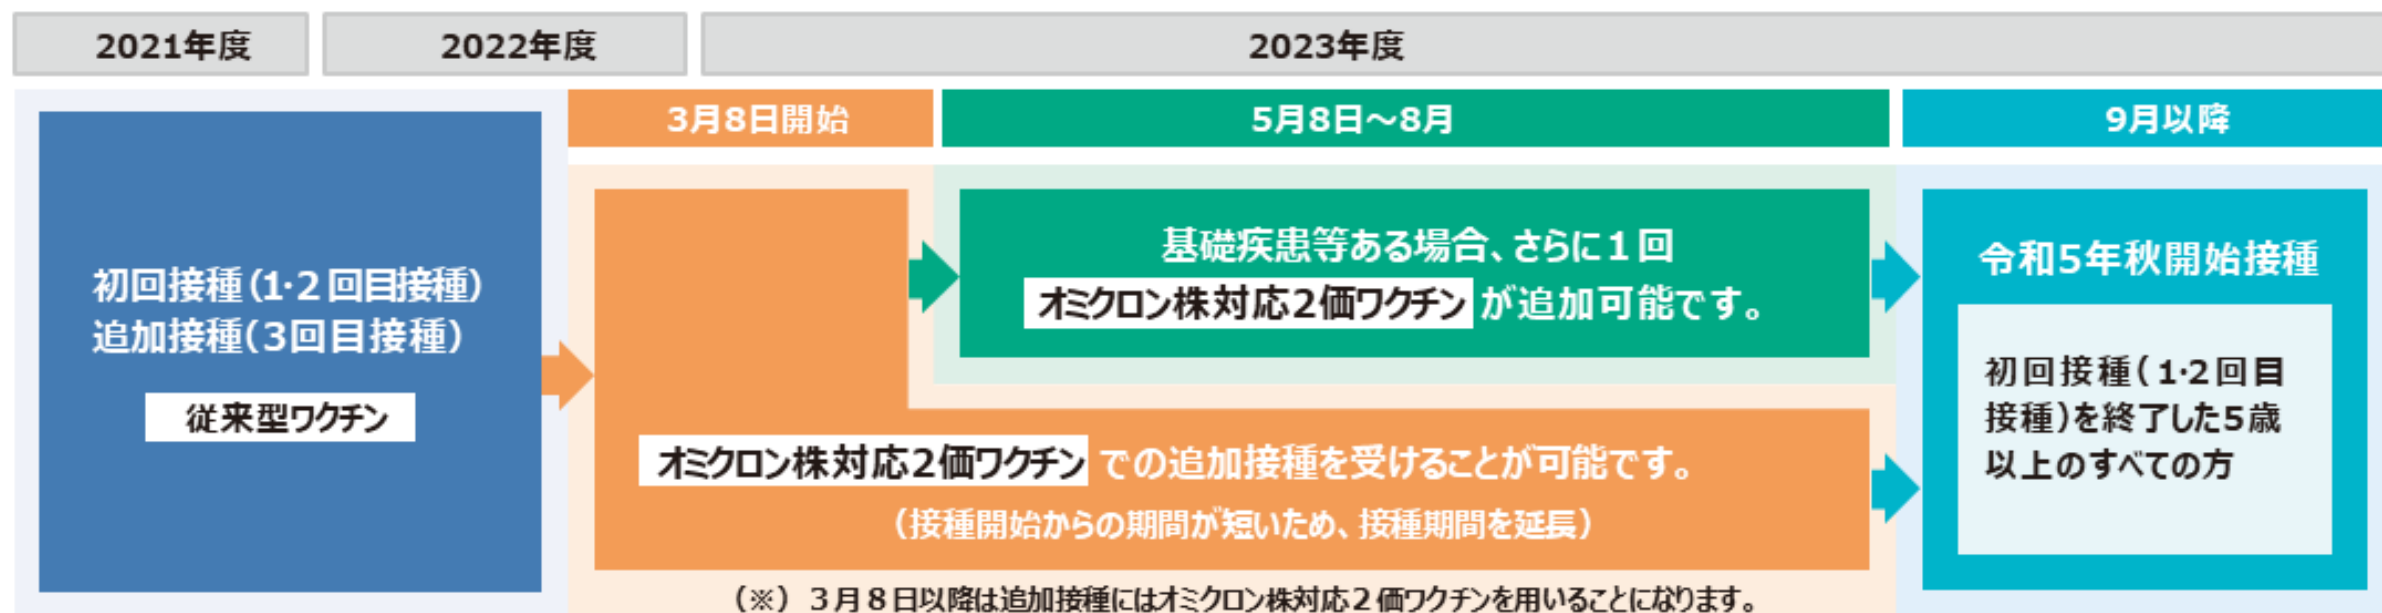 2021年度
2022年度
2023年度
3月8日開始
5月8日～8月
9月以降
初回接種(1･2回目接種)
追加接種(3回目接種)
従来型ワクチン
基礎疾患等ある場合、さらに1回
オミクロン株対応2価ワクチン が追加可能です。
オミクロン株対応2価ワクチン での追加接種を受けることが可能です。
（接種開始からの期間が短いため、接種期間を延長）
（※）3月8日以降は追加接種にはオミクロン株対応2価ワクチンを用いることになります。
令和5年秋開始接種
初回接種(1･2回目
接種)を終了した5歳
以上のすべての方